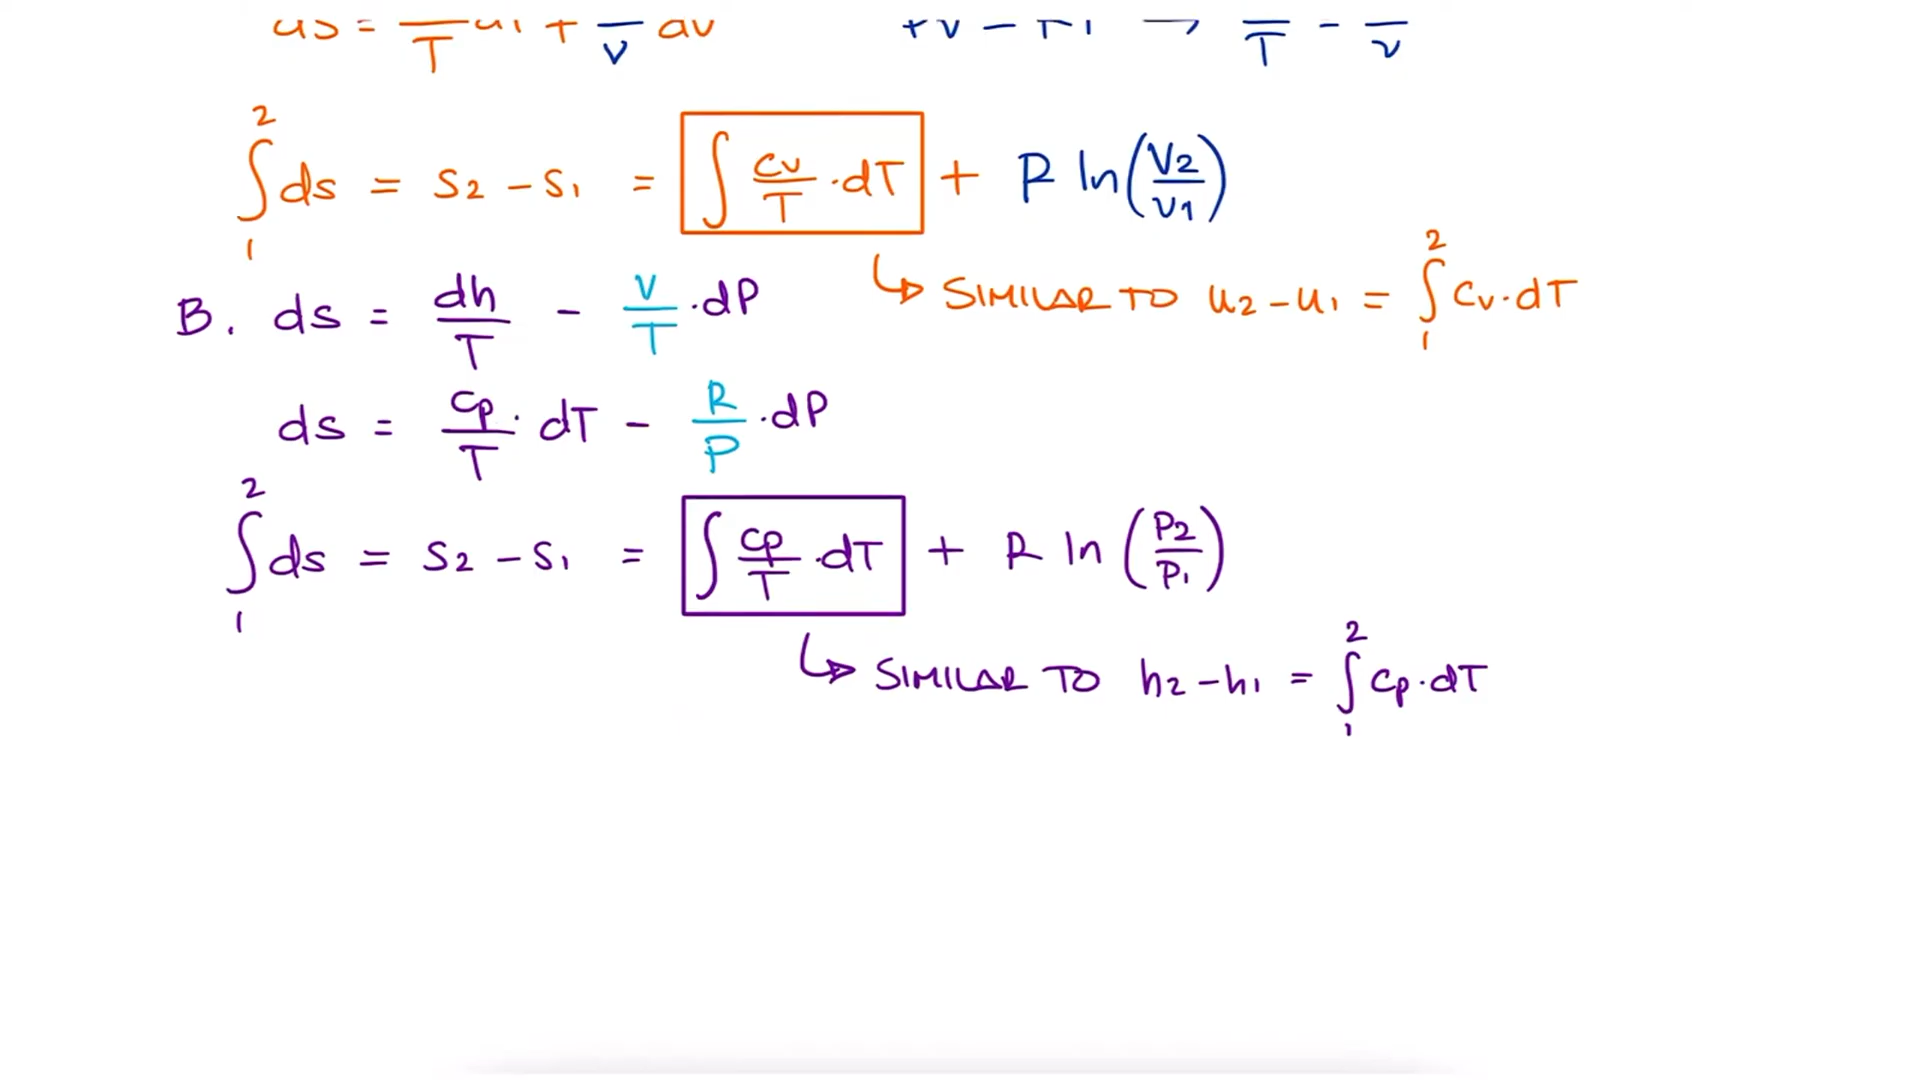 ∫₁² ds = s₂ - s₁ = ∫ Cv/T · dT + R ln(V₂/V₁)
↳ SIMILAR TO u₂ - u₁ = ∫₁² Cv · dT
B. ds = dh/T - V/T · dP
ds = Cp/T · dT - R/P · dP
∫₁² ds = s₂ - s₁ = ∫ Cp/T · dT + R ln(P₂/P₁)
↳ SIMILAR TO h₂ - h₁ = ∫₁² Cp · dT